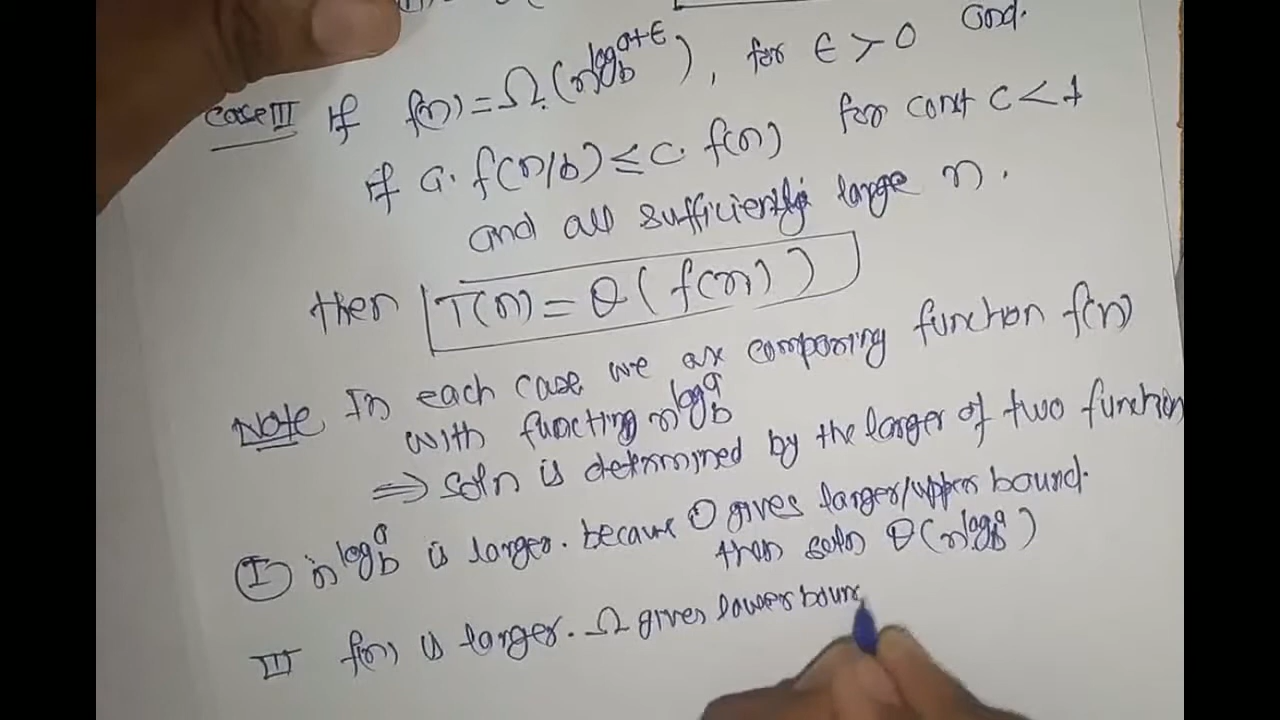 Case III If f(n) = Ω(n^log_b^a+ϵ), for ϵ > 0 and.
if a. f(n/b) ≤ c. f(n) for const c < 1
and all sufficiently large n.
then T(n) = θ(f(n))
Note In each case we are comparing function f(n)
with functing n^log_b^a
⇒ soln is determined by the larger of two function
I n^log_b^a is larger. because O gives larger/upper bound.
then soln θ(n^log_b^a)
III f(n) is larger. Ω gives lower boun